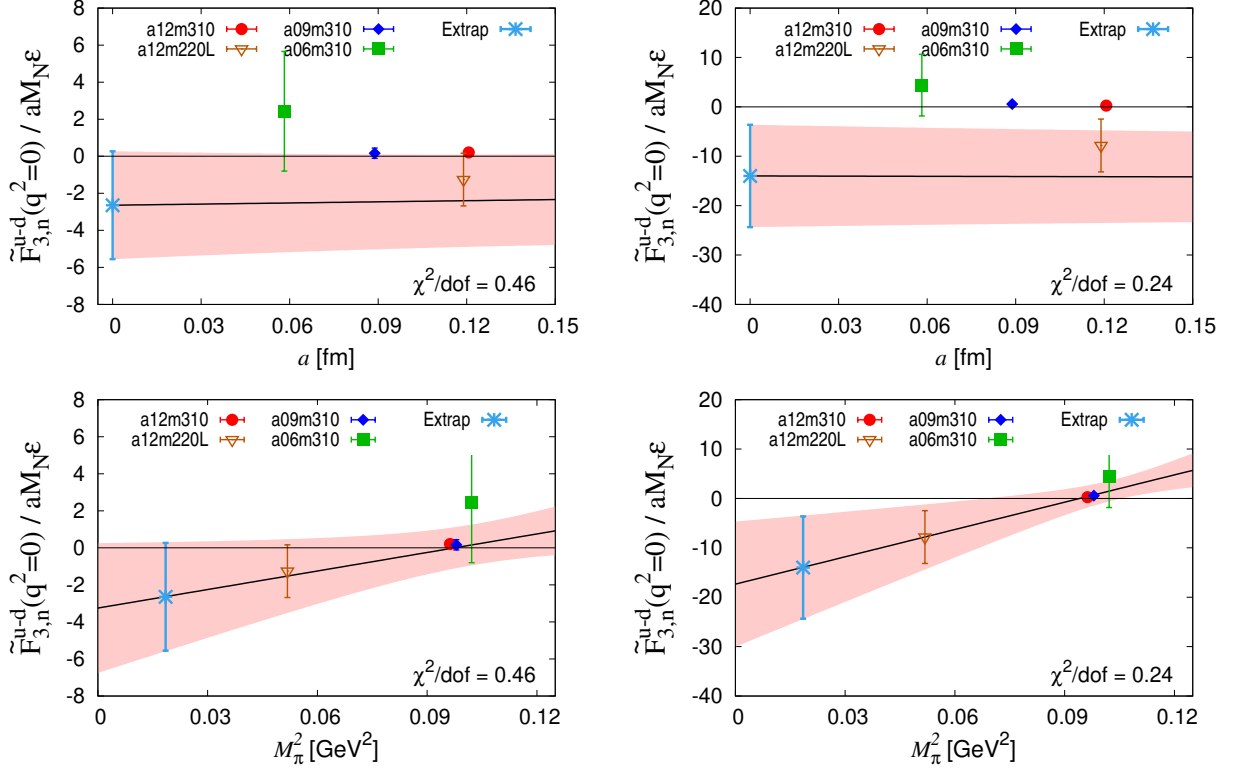 a12m310
a12m220L
a09m310
a06m310
Extrap
F̃₃,ₙᵘ⁻ᵈ(q²=0) / aM_Nε
8
6
4
2
0
-2
-4
-6
-8
χ²/dof = 0.46
0 0.03 0.06 0.09 0.12 0.15
a [fm]
a12m310
a12m220L
a09m310
a06m310
Extrap
F̃₃,ₙᵘ⁻ᵈ(q²=0) / aM_Nε
20
10
0
-10
-20
-30
-40
χ²/dof = 0.24
0 0.03 0.06 0.09 0.12 0.15
a [fm]
a12m310
a12m220L
a09m310
a06m310
Extrap
F̃₃,ₙᵘ⁻ᵈ(q²=0) / aM_Nε
8
6
4
2
0
-2
-4
-6
-8
χ²/dof = 0.46
0 0.03 0.06 0.09 0.12
M_π² [GeV²]
a12m310
a12m220L
a09m310
a06m310
Extrap
F̃₃,ₙᵘ⁻ᵈ(q²=0) / aM_Nε
20
10
0
-10
-20
-30
-40
χ²/dof = 0.24
0 0.03 0.06 0.09 0.12
M_π² [GeV²]